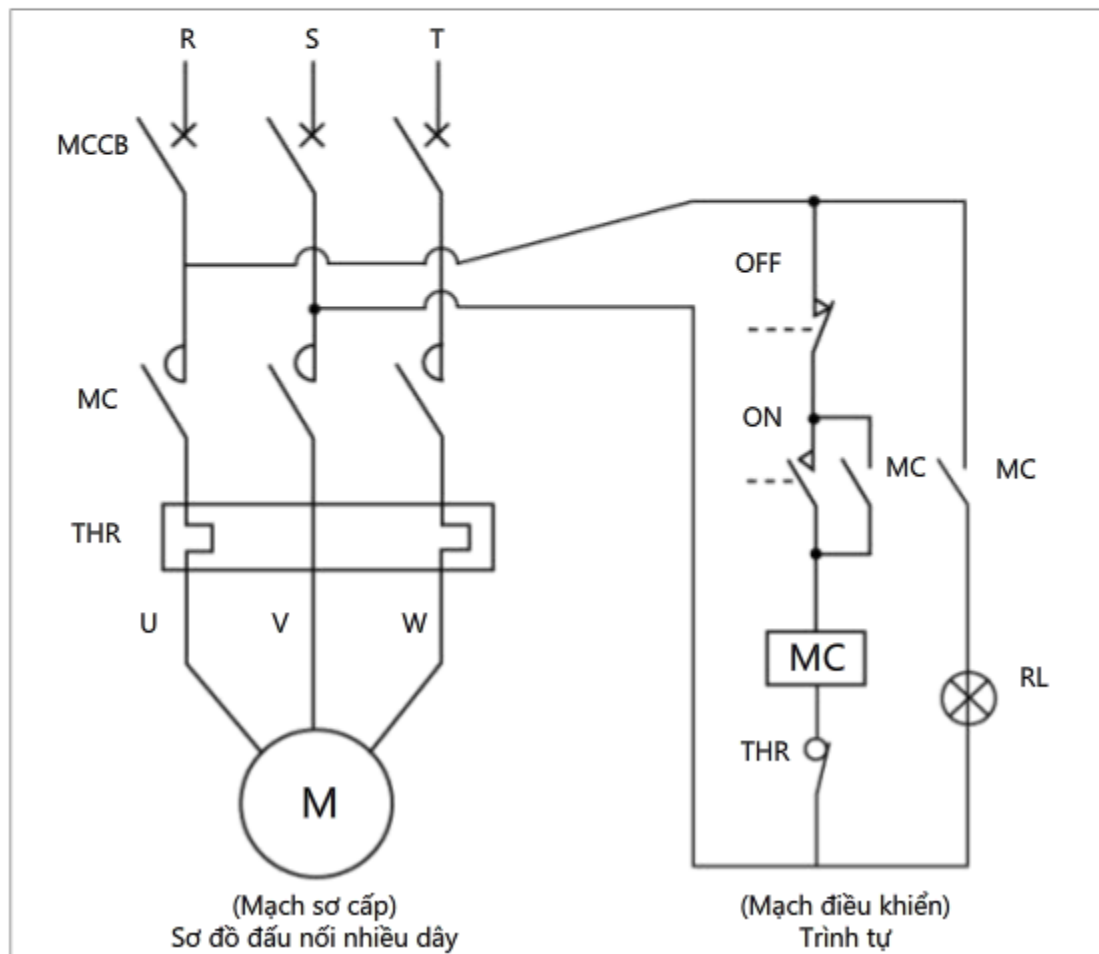 R S T
MCCB
OFF
MC
ON
MC
MC
THR
U V W
MC
RL
THR
M
(Mạch sơ cấp)
Sơ đồ đấu nối nhiều dây
(Mạch điều khiển)
Trình tự